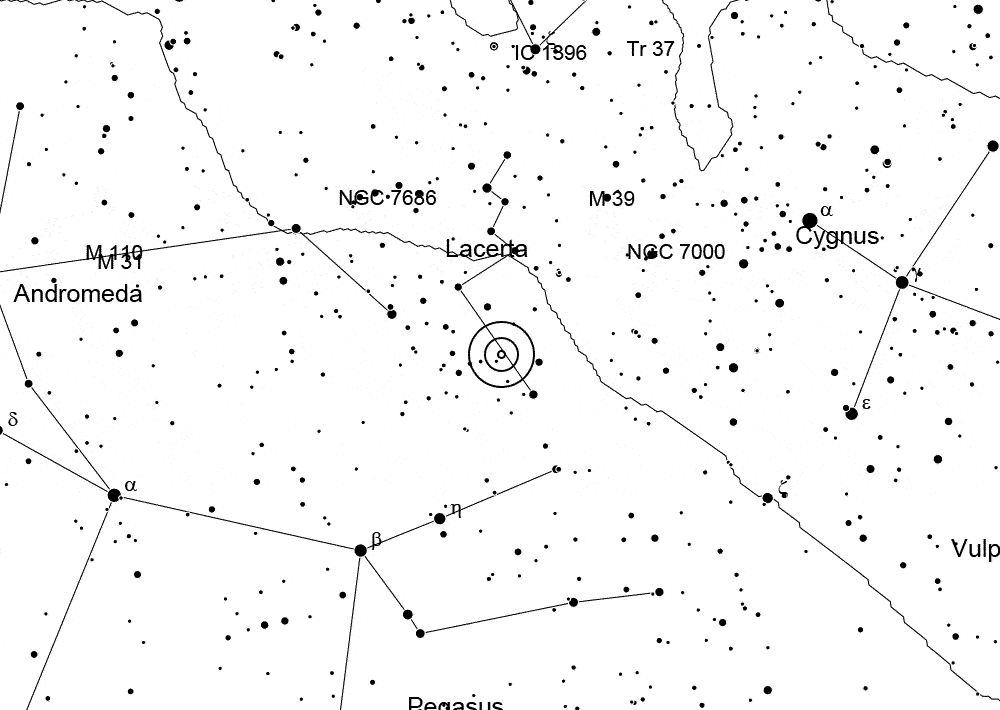 IC 1396
Tr 37
NGC 7686
M 39
α
Cygnus
Lacerta
M 110
M 31
NGC 7000
γ
Andromeda
ε
δ
α
ζ
η
β
Vulp
Pegasus